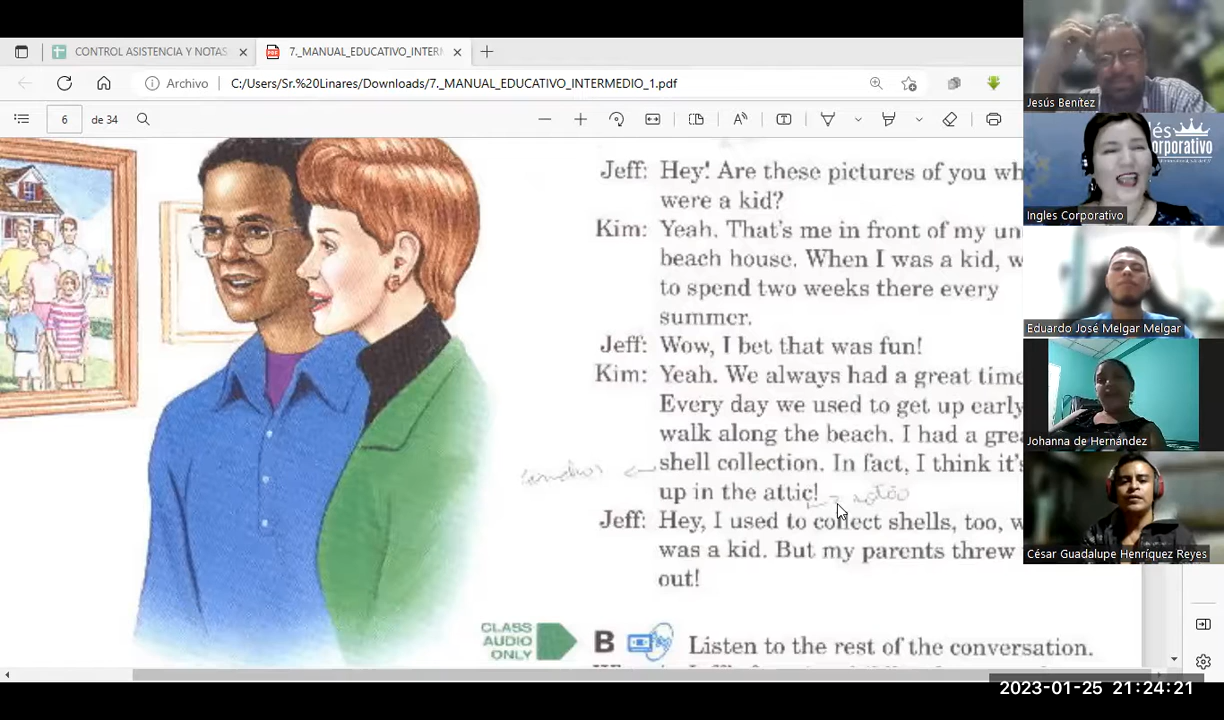 CONTROL ASISTENCIA Y NOTAS
7._MANUAL_EDUCATIVO_INTERM
Archivo
C:/Users/Sr.%20Linares/Downloads/7._MANUAL_EDUCATIVO_INTERMEDIO_1.pdf
6
de 34
Jeff: Hey! Are these pictures of you wh
were a kid?
Kim: Yeah. That's me in front of my un
beach house. When I was a kid, w
to spend two weeks there every
summer.
Jeff: Wow, I bet that was fun!
Kim: Yeah. We always had a great time
Every day we used to get up early
walk along the beach. I had a grea
shell collection. In fact, I think it's
up in the attic!
Jeff: Hey, I used to collect shells, too, w
was a kid. But my parents threw
out!
CLASS
AUDIO
ONLY
B Listen to the rest of the conversation.
Jesús Benítez
lés
orporativo
Ingles Corporativo
Eduardo José Melgar Melgar
Johanna de Hernández
César Guadalupe Henríquez Reyes
2023-01-25 21:24:21